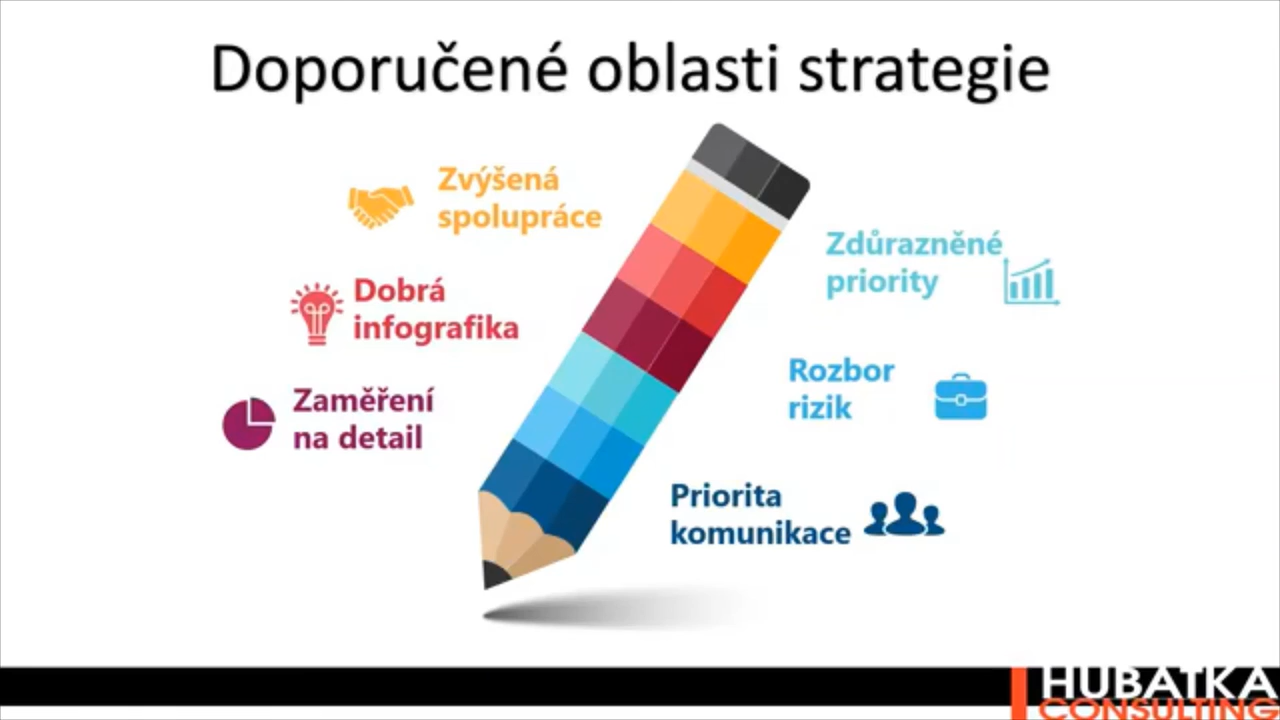 Doporučené oblasti strategie
Zvýšená
spolupráce
Dobrá
infografika
Zaměření
na detail
Zdůrazněné
priority
Rozbor
rizik
Priorita
komunikace
HUBATKA
CONSULTING